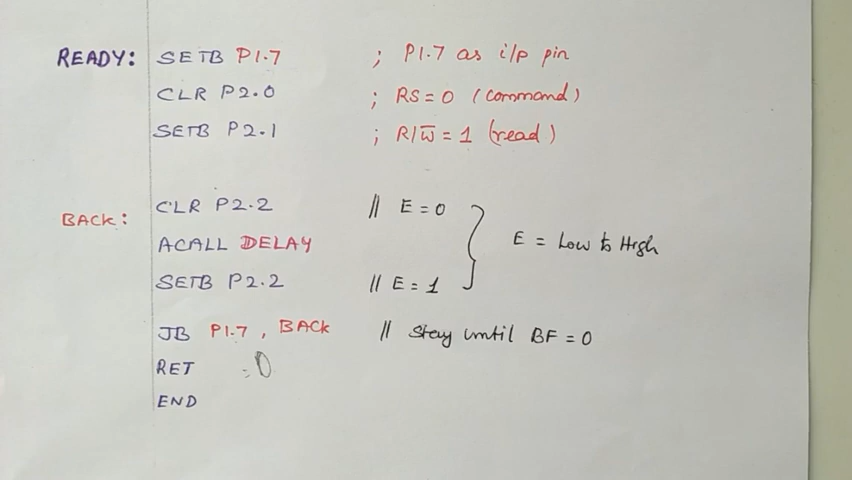 READY: SETB P1.7 ; P1.7 as i/p pin
CLR P2.0 ; RS = 0 (command)
SETB P2.1 ; R/W̅ = 1 (read)
BACK: CLR P2.2 // E = 0
ACALL DELAY E = Low to High
SETB P2.2 // E = 1
JB P1.7, BACK // Stay until BF = 0
RET = 0
END